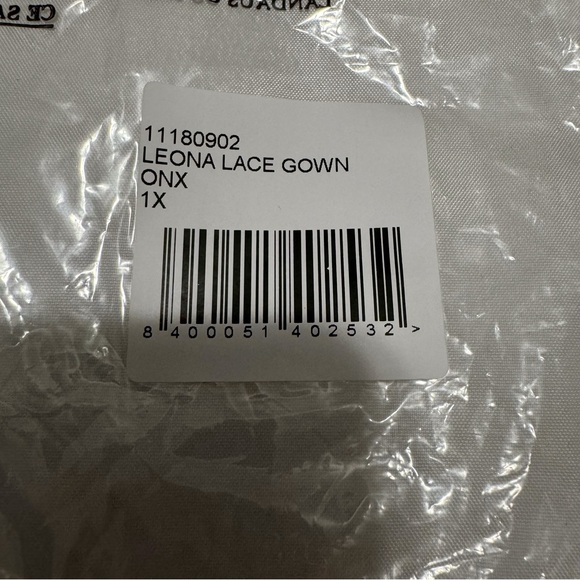 11180902
LEONA LACE GOWN
ONX
1X
8 400051 402532 >